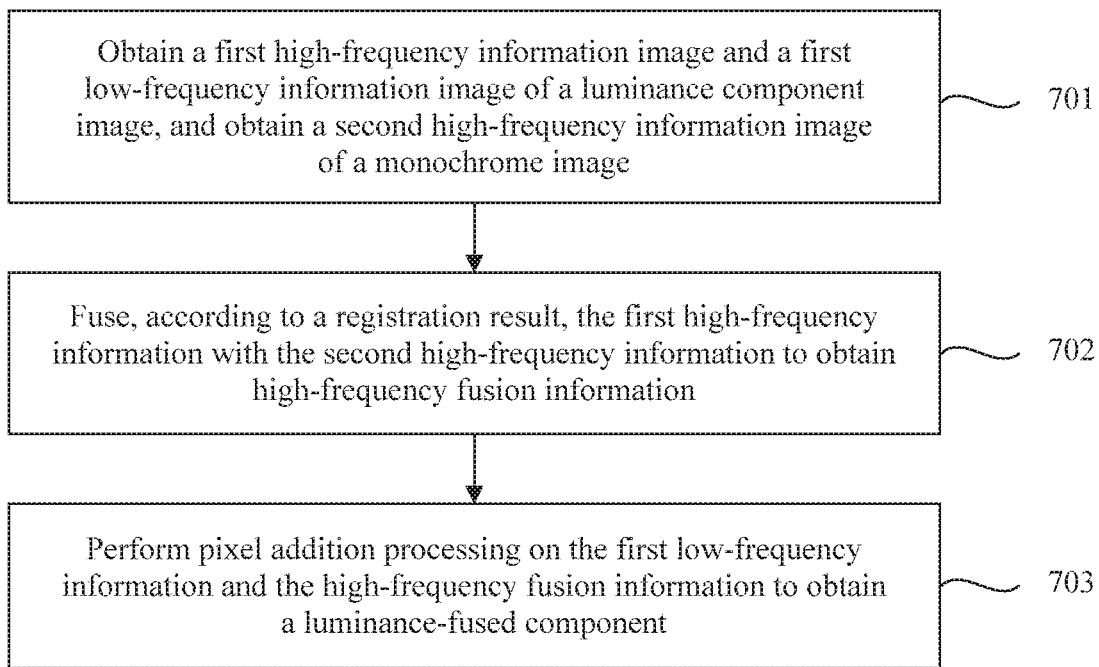 Obtain a first high-frequency information image and a first
low-frequency information image of a luminance component
image, and obtain a second high-frequency information image
of a monochrome image
701
Fuse, according to a registration result, the first high-frequency
information with the second high-frequency information to obtain
high-frequency fusion information
702
Perform pixel addition processing on the first low-frequency
information and the high-frequency fusion information to obtain
a luminance-fused component
703